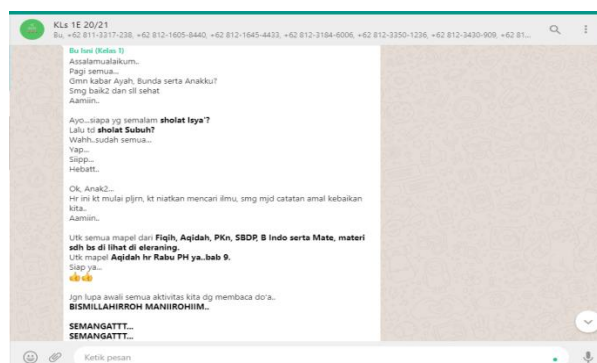 KLs 1E 20/21
Bu, +62 811-3317-238, +62 812-1605-8440, +62 812-1645-4433, +62 812-3184-6006, +62 812-3350-1236, +62 812-3430-909, +62 81...
Bu Isni (Kelas 1)
Assalamualaikum..
Pagi semua...
Gmn kabar Ayah, Bunda serta Anakku?
Smg baik2 dan sll sehat
Aamiin..
Ayo...siapa yg semalam sholat Isya'?
Lalu td sholat Subuh?
Wahh..sudah semua...
Yap...
Siipp...
Hebatt..
Ok, Anak2...
Hr ini kt mulai pljrn, kt niatkan mencari ilmu, smg mjd catatan amal kebaikan
kita..
Aamiin..
Utk semua mapel dari Fiqih, Aqidah, PKn, SBDP, B Indo serta Mate, materi
sdh bs di lihat di eleraning.
Utk mapel Aqidah hr Rabu PH ya..bab 9.
Siap ya...
👍👍
Jgn lupa awali semua aktivitas kita dg membaca do'a..
BISMILLAHIRROH MANIIROHIIM..
SEMANGATTT...
SEMANGATTT...
Ketik pesan